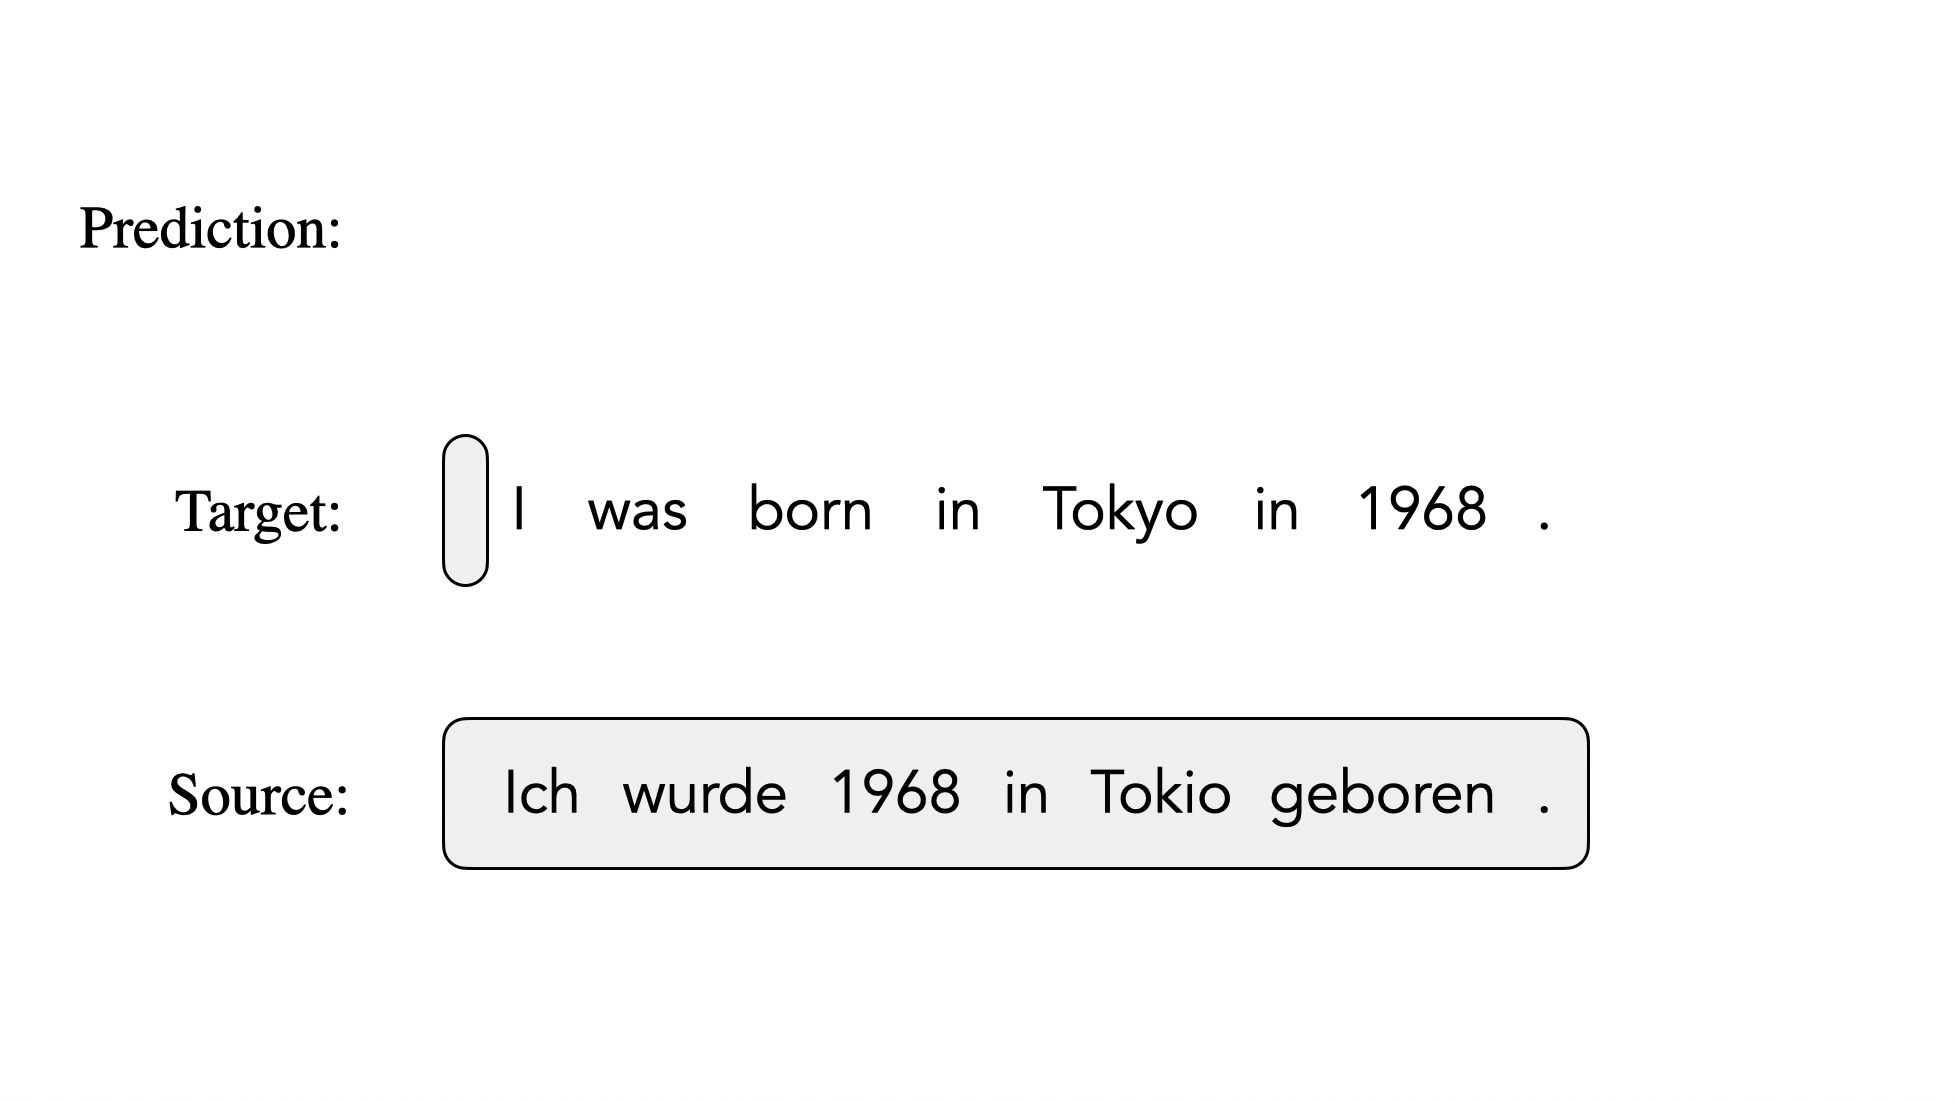 Prediction:
Target: I was born in Tokyo in 1968 .
Source: Ich wurde 1968 in Tokio geboren .